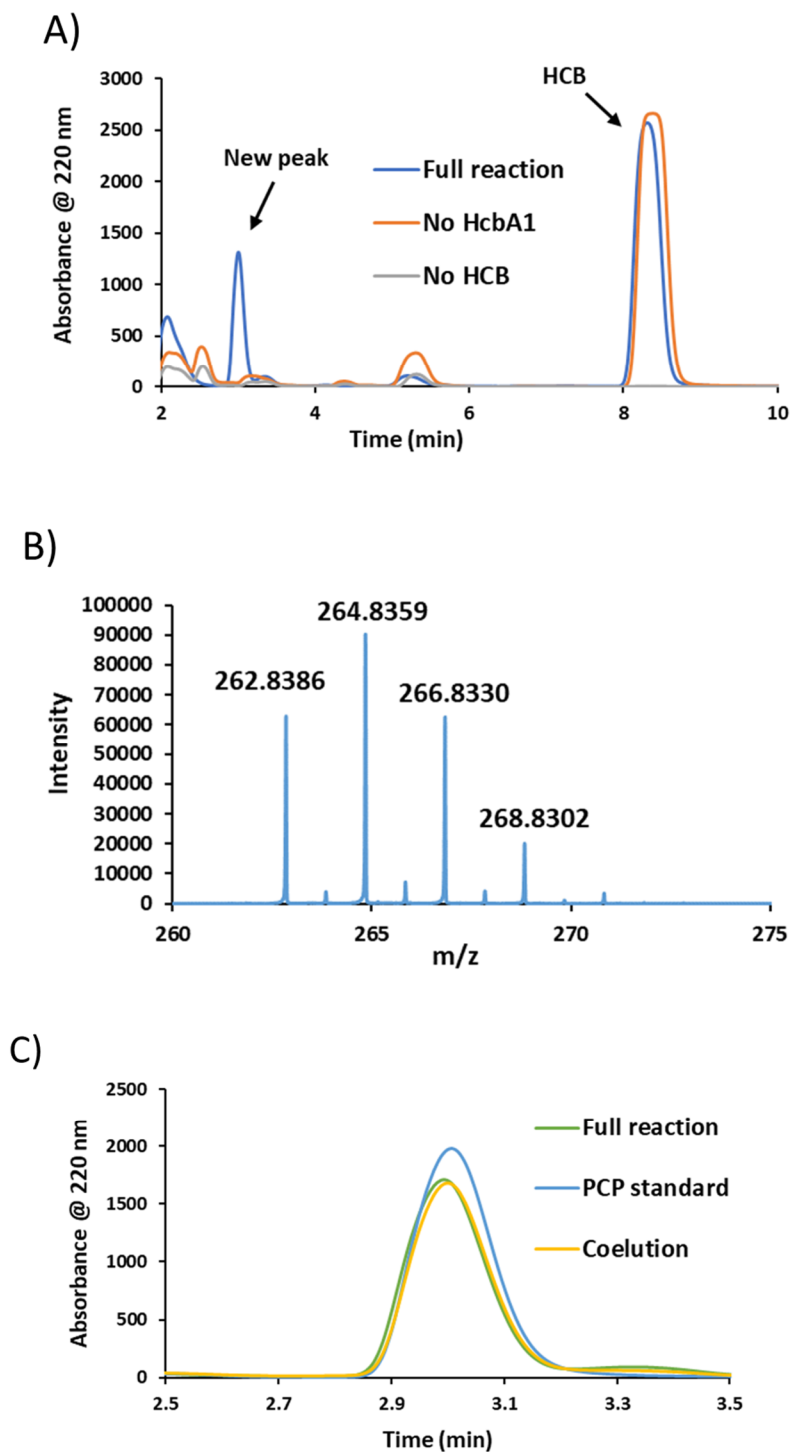 A)
Absorbance @ 220 nm
3000
2500
2000
1500
1000
500
0
New peak
HCB
Full reaction
No HcbA1
No HCB
2 4 6 8 10
Time (min)
B)
Intensity
100000
90000
80000
70000
60000
50000
40000
30000
20000
10000
0
264.8359
262.8386
266.8330
268.8302
260 265 270 275
m/z
C)
Absorbance @ 220 nm
2500
2000
1500
1000
500
0
Full reaction
PCP standard
Coelution
2.5 2.7 2.9 3.1 3.3 3.5
Time (min)